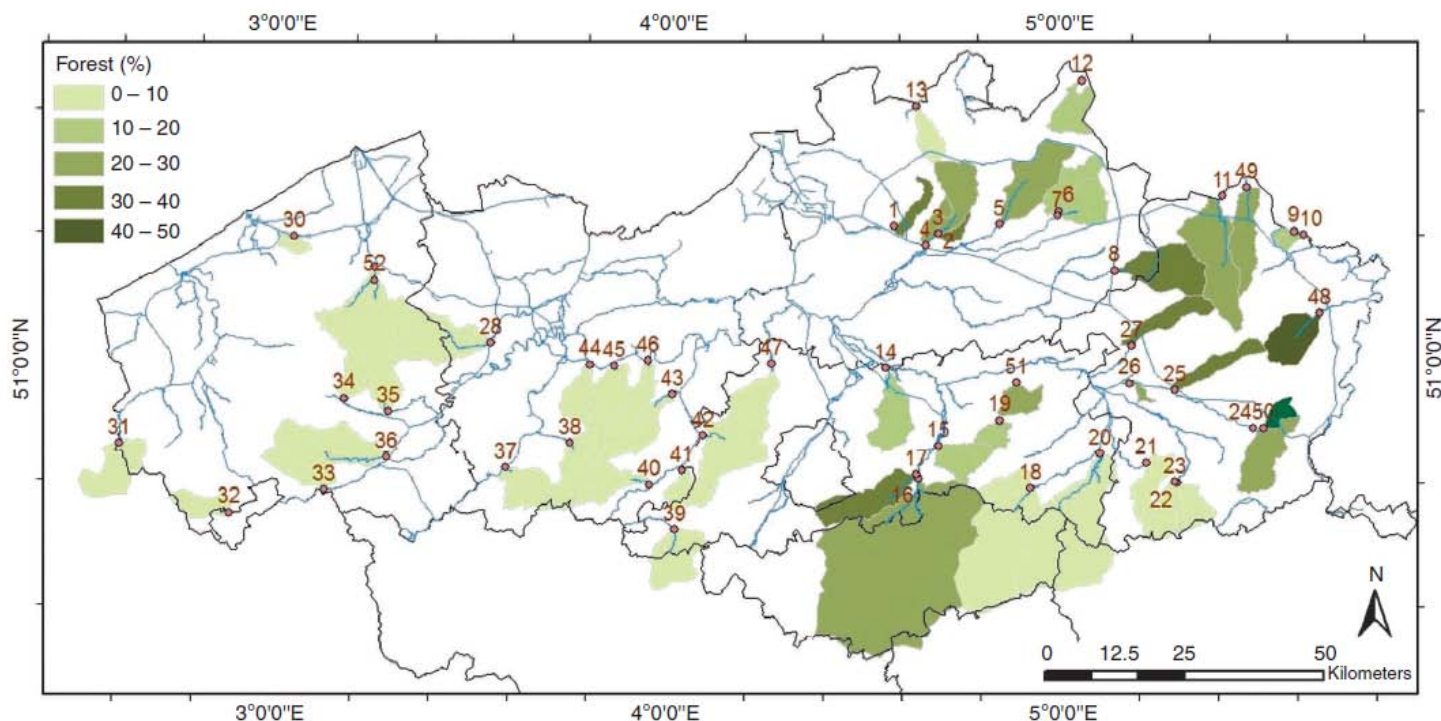 3°0'0"E 4°0'0"E 5°0'0"E
Forest (%)
0 – 10
10 – 20
20 – 30
30 – 40
40 – 50
12
13
11 49
1 3 5 7 6
4 2
9 10
30
8
52
48
28
27
44 45 46 47 14
51
26 25
34
35
43
19
24 50
31
38
42
15
36
37
41
20 21
40
17
18
23
33
16
22
32
39
51°0'0"N
51°0'0"N
N
0 12.5 25 50
Kilometers
3°0'0"E 4°0'0"E 5°0'0"E